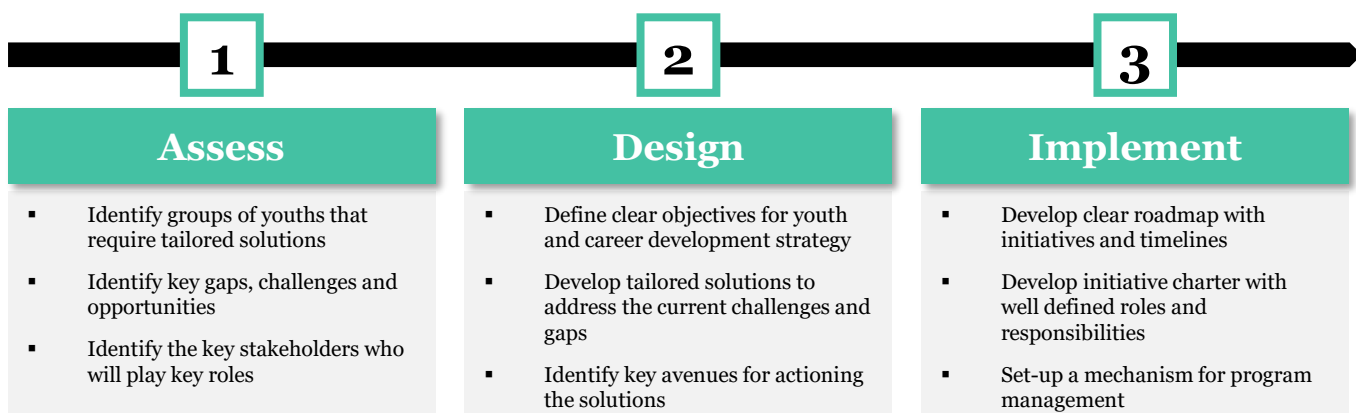 1
Assess
▪ Identify groups of youths that
require tailored solutions
▪ Identify key gaps, challenges and
opportunities
▪ Identify the key stakeholders who
will play key roles
2
Design
▪ Define clear objectives for youth
and career development strategy
▪ Develop tailored solutions to
address the current challenges and
gaps
▪ Identify key avenues for actioning
the solutions
3
Implement
▪ Develop clear roadmap with
initiatives and timelines
▪ Develop initiative charter with
well defined roles and
responsibilities
▪ Set-up a mechanism for program
management